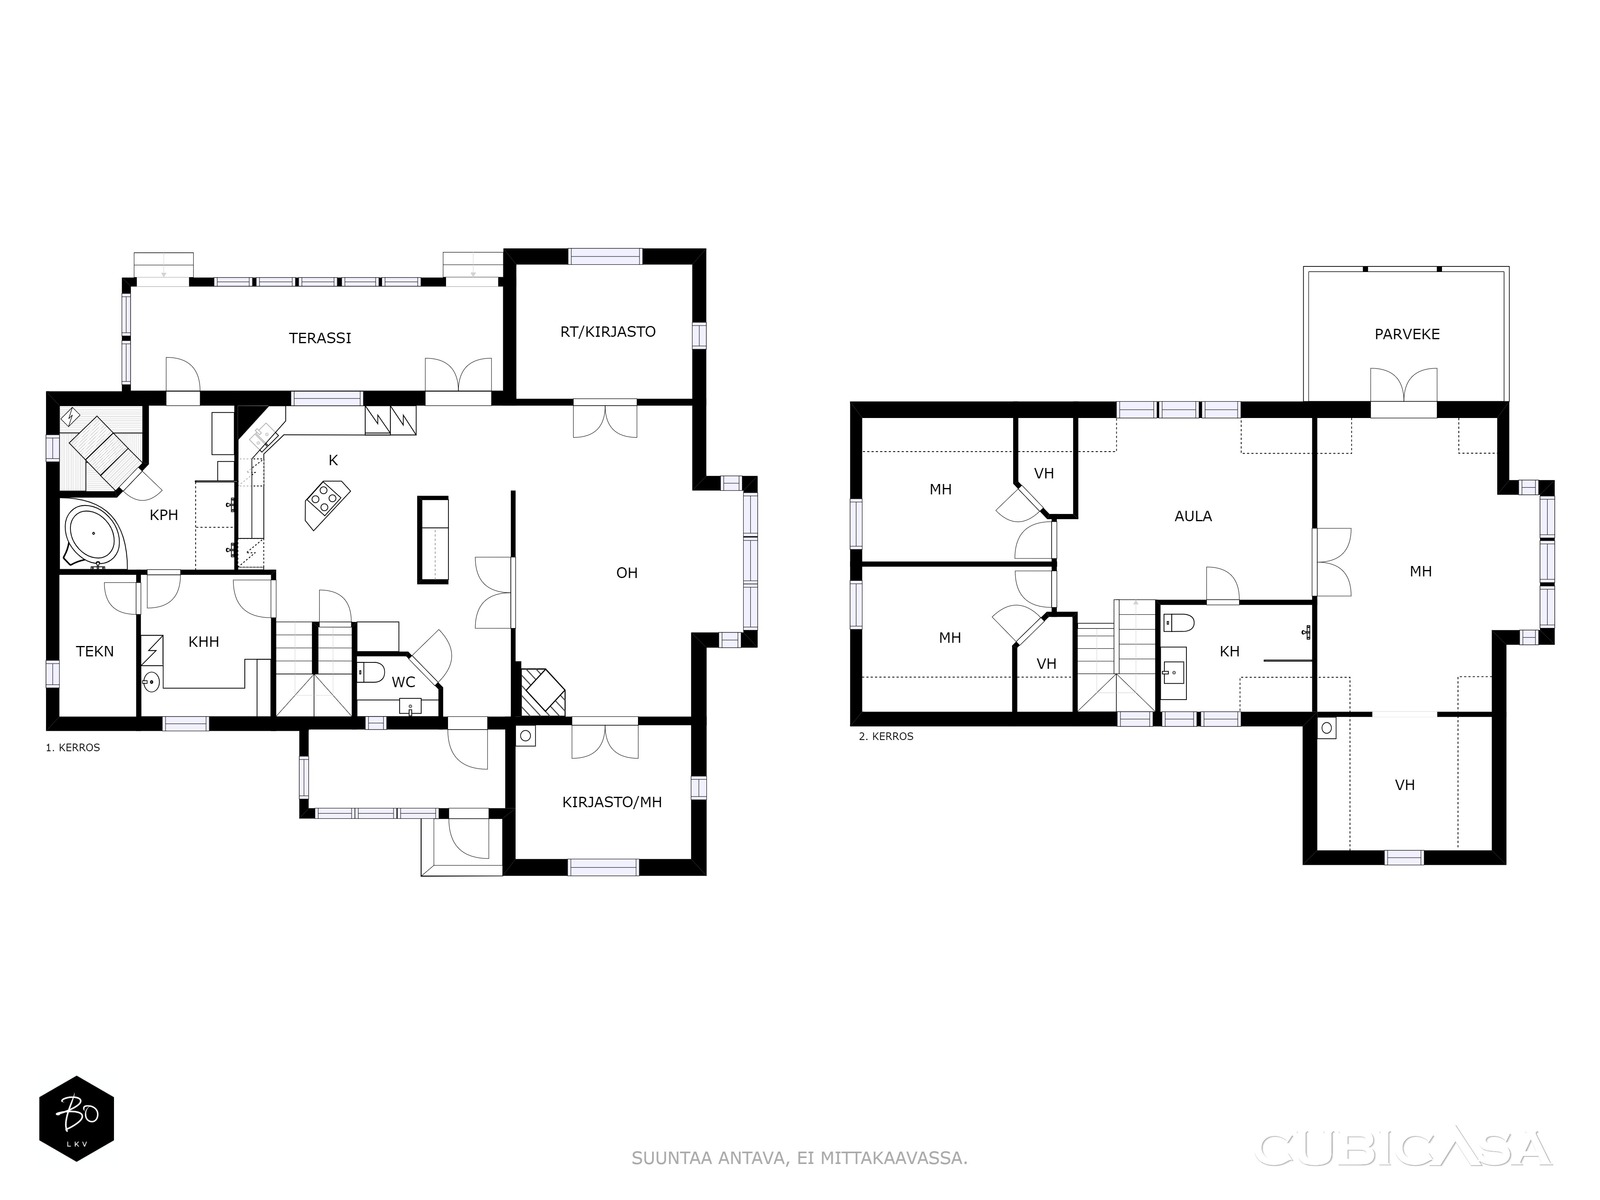 TERASSI
RT/KIRJASTO
K
KPH
OH
TEKN
KHH
WC
1. KERROS
KIRJASTO/MH
PARVEKE
VH
MH
AULA
MH
MH
VH
KH
2. KERROS
VH
BO
LKV
SUUNTAA ANTAVA, EI MITTAKAAVASSA.
CUBICASA